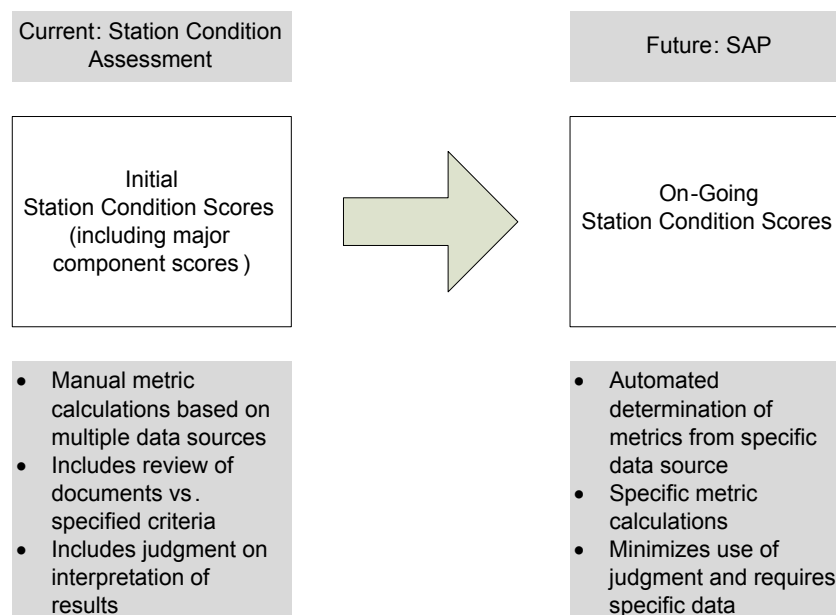 Current: Station Condition
Assessment
Future: SAP
Initial
Station Condition Scores
(including major
component scores )
On-Going
Station Condition Scores
• Manual metric
calculations based on
multiple data sources
• Includes review of
documents vs.
specified criteria
• Includes judgment on
interpretation of
results
• Automated
determination of
metrics from specific
data source
• Specific metric
calculations
• Minimizes use of
judgment and requires
specific data